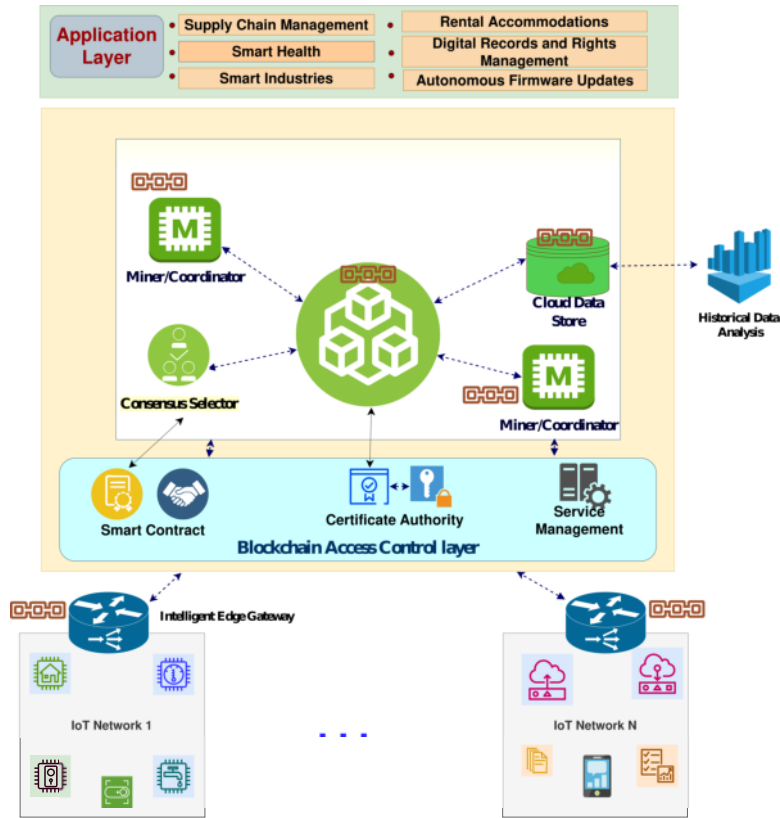 Application
Layer
Supply Chain Management
Smart Health
Smart Industries
Rental Accommodations
Digital Records and Rights
Management
Autonomous Firmware Updates
M
Miner/Coordinator
Cloud Data
Store
Historical Data
Analysis
Consensus Selector
M
Miner/Coordinator
Smart Contract
Certificate Authority
Service
Management
Blockchain Access Control layer
Intelligent Edge Gateway
IoT Network 1
. . .
IoT Network N